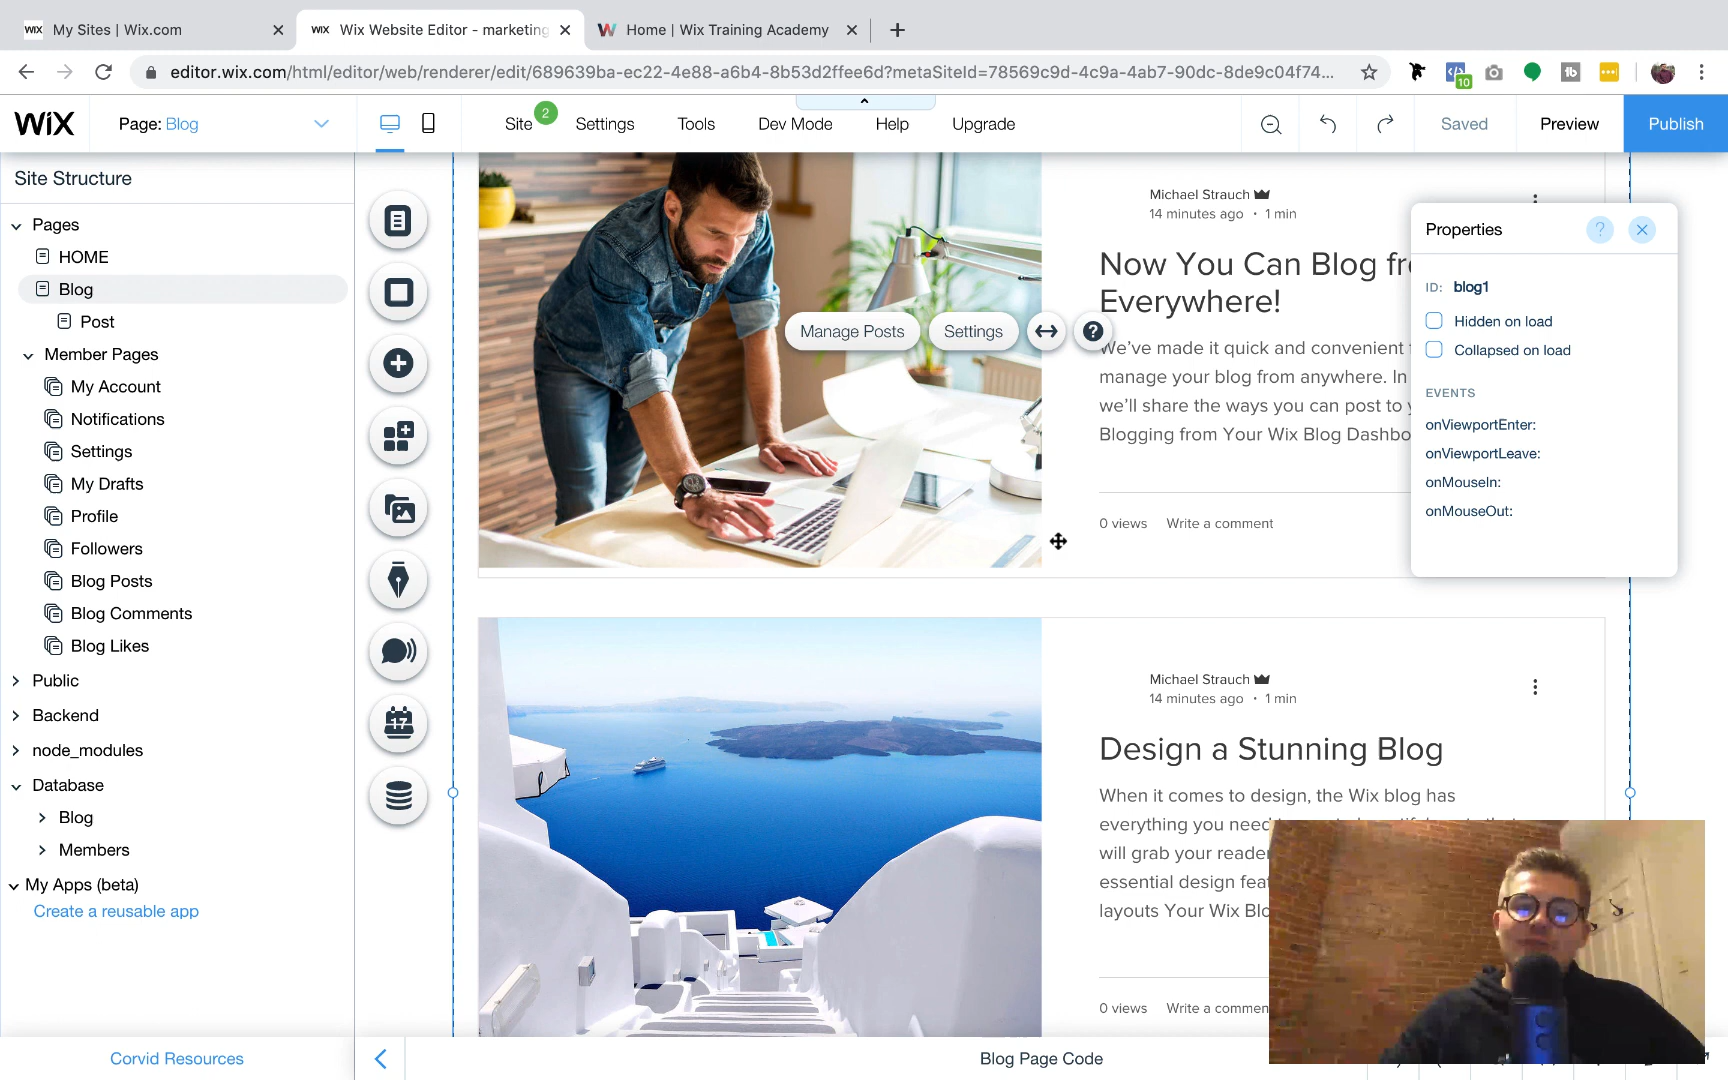 WIX My Sites | Wix.com
WIX Wix Website Editor - marketing
Home | Wix Training Academy
editor.wix.com/html/editor/web/renderer/edit/689639ba-ec22-4e88-a6b4-8b53d2ffee6d?metaSiteId=78569c9d-4c9a-4ab7-90dc-8de9c04f74...
10
WIX
Page: Blog
Site 2
Settings
Tools
Dev Mode
Help
Upgrade
Saved
Preview
Publish
Site Structure
Pages
HOME
Blog
Post
Member Pages
My Account
Notifications
Settings
My Drafts
Profile
Followers
Blog Posts
Blog Comments
Blog Likes
Public
Backend
node_modules
Database
Blog
Members
My Apps (beta)
Create a reusable app
Corvid Resources
17
Manage Posts
Settings
?
Michael Strauch
14 minutes ago · 1 min
Now You Can Blog fr
Everywhere!
We've made it quick and convenient
manage your blog from anywhere. In
we'll share the ways you can post to
Blogging from Your Wix Blog Dashbo
0 views Write a comment
Properties
?
ID: blog1
Hidden on load
Collapsed on load
EVENTS
onViewportEnter:
onViewportLeave:
onMouseIn:
onMouseOut:
Michael Strauch
14 minutes ago · 1 min
Design a Stunning Blog
When it comes to design, the Wix blog has
everything you need
will grab your reader
essential design feat
layouts Your Wix Blo
0 views Write a commen
Blog Page Code